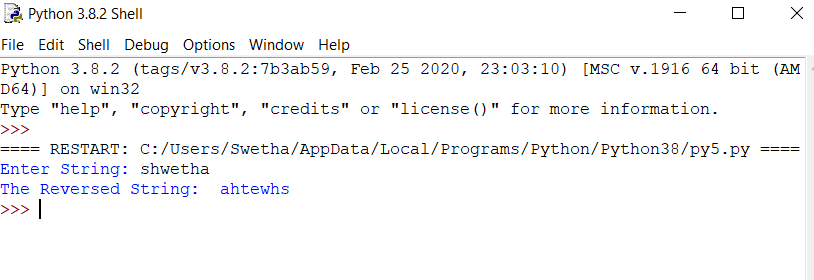 Python 3.8.2 Shell
File Edit Shell Debug Options Window Help
Python 3.8.2 (tags/v3.8.2:7b3ab59, Feb 25 2020, 23:03:10) [MSC v.1916 64 bit (AM
D64)] on win32
Type "help", "copyright", "credits" or "license()" for more information.
>>>
==== RESTART: C:/Users/Swetha/AppData/Local/Programs/Python/Python38/py5.py ====
Enter String: shwetha
The Reversed String:  ahtewhs
>>>